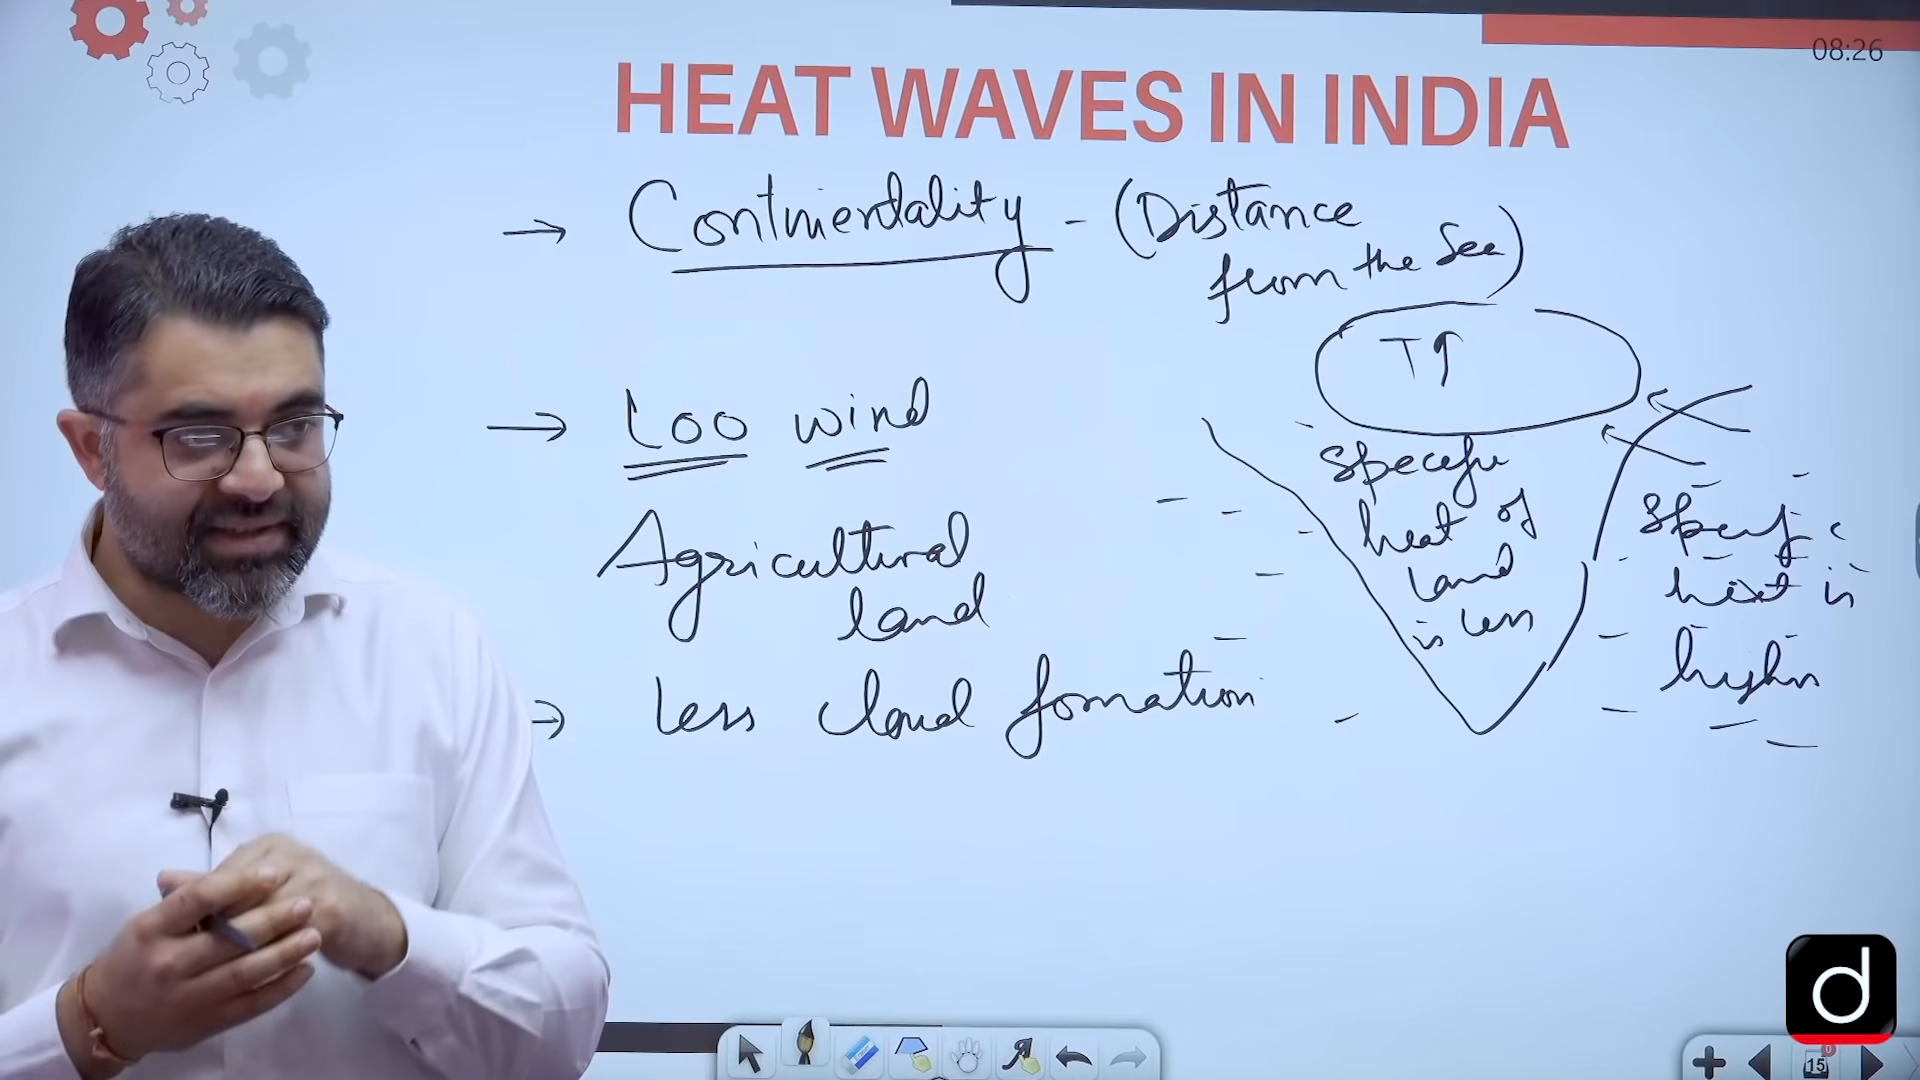 08:26
HEAT WAVES IN INDIA
→ Continentality - (Distance
from the Sea)
T↑
→ Loo wind
Specific
heat of
land
is less
Specific
heat is
higher
Agricultural
land
→ Less cloud formation
d
15